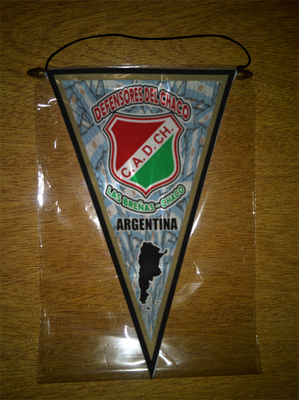 DEFENSORES DEL CHACO
C.A.D.CH.
LAS BREÑAS - CHACO
ARGENTINA